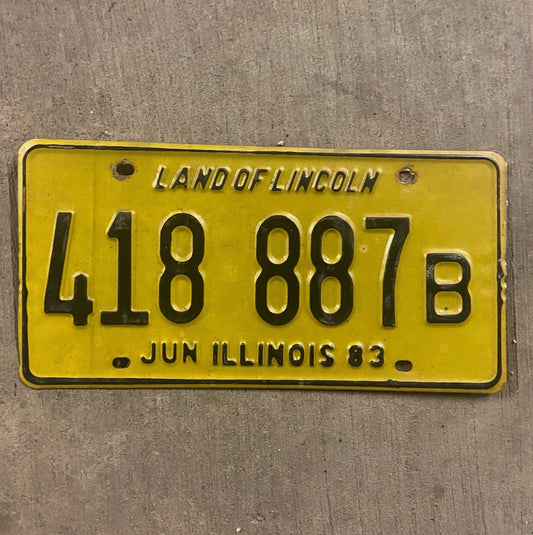 LAND OF LINCOLN
418 887 B
JUN ILLINOIS 83